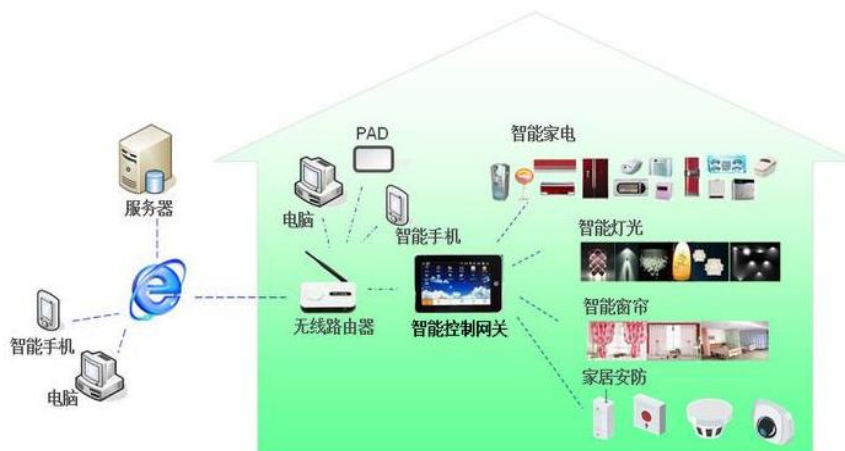 PAD
智能家电
服务器
电脑
智能手机
智能灯光
无线路由器
智能控制网关
智能窗帘
智能手机
电脑
家居安防